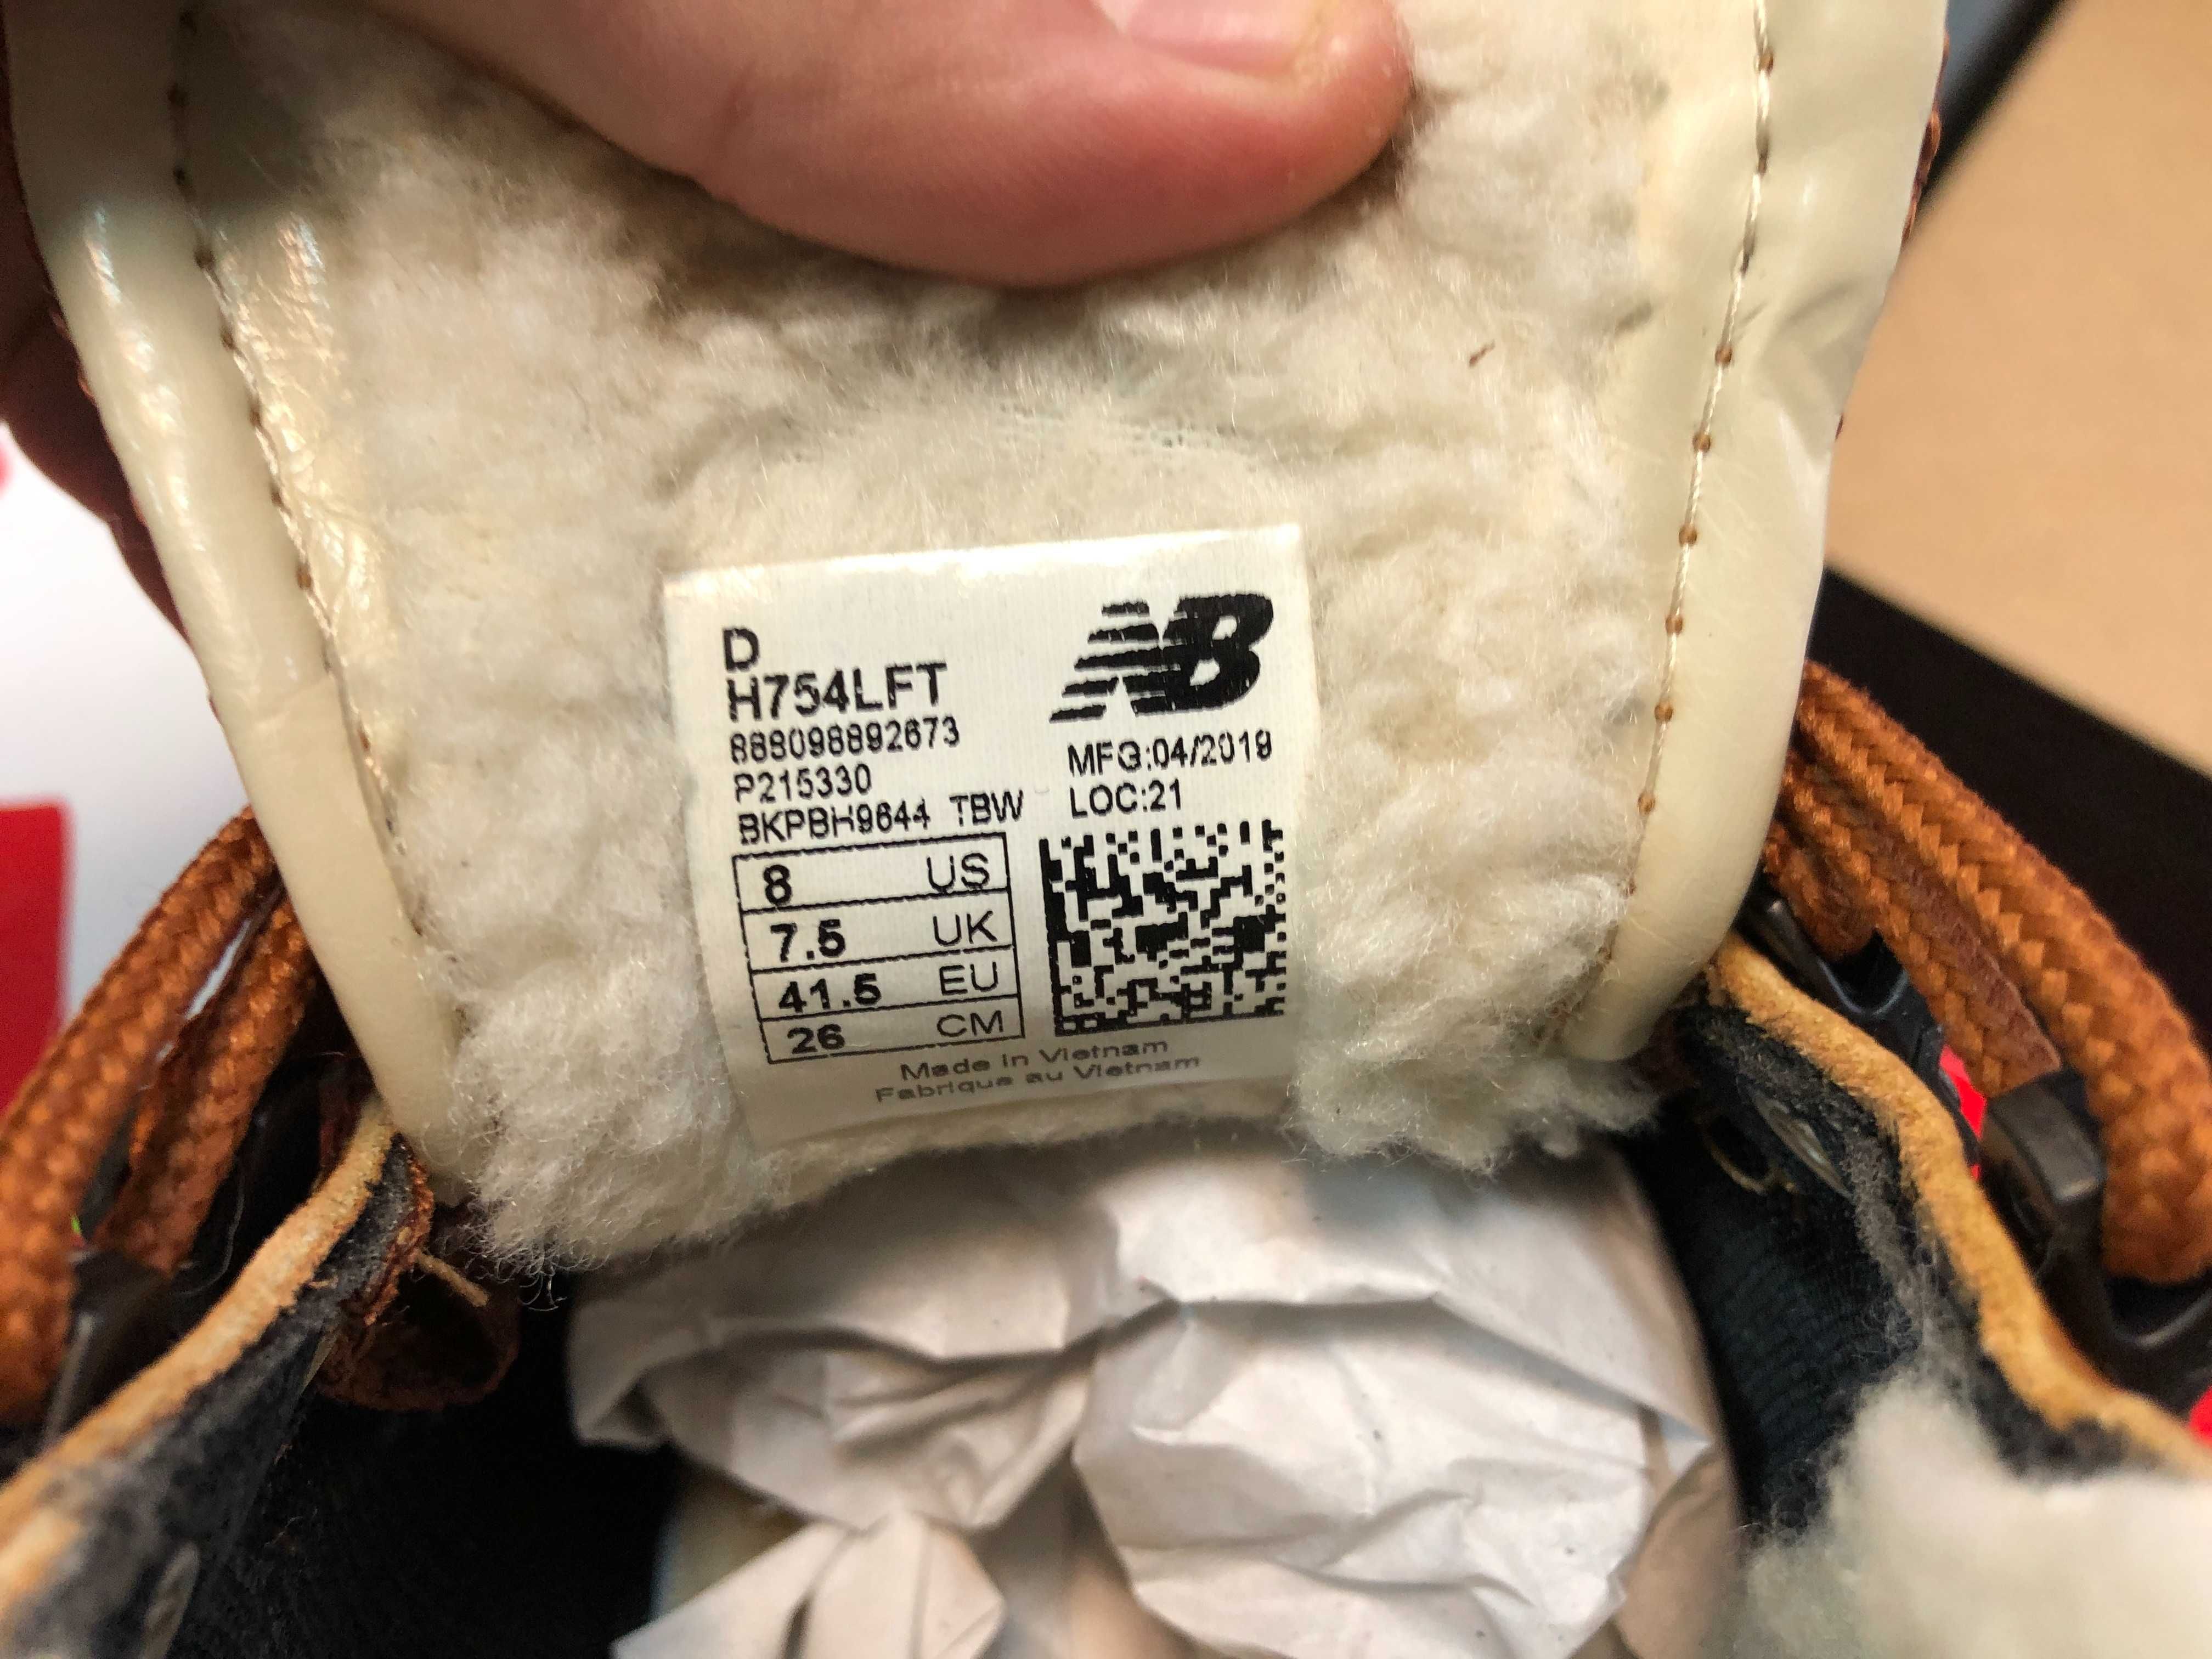 D
H754LFT
888098892673
P215330
BKPBH9644 TBW
NB
MFG:04/2019
LOC:21
8 US
7.5 UK
41.5 EU
26 CM
Made in Vietnam
Fabrique au Vietnam